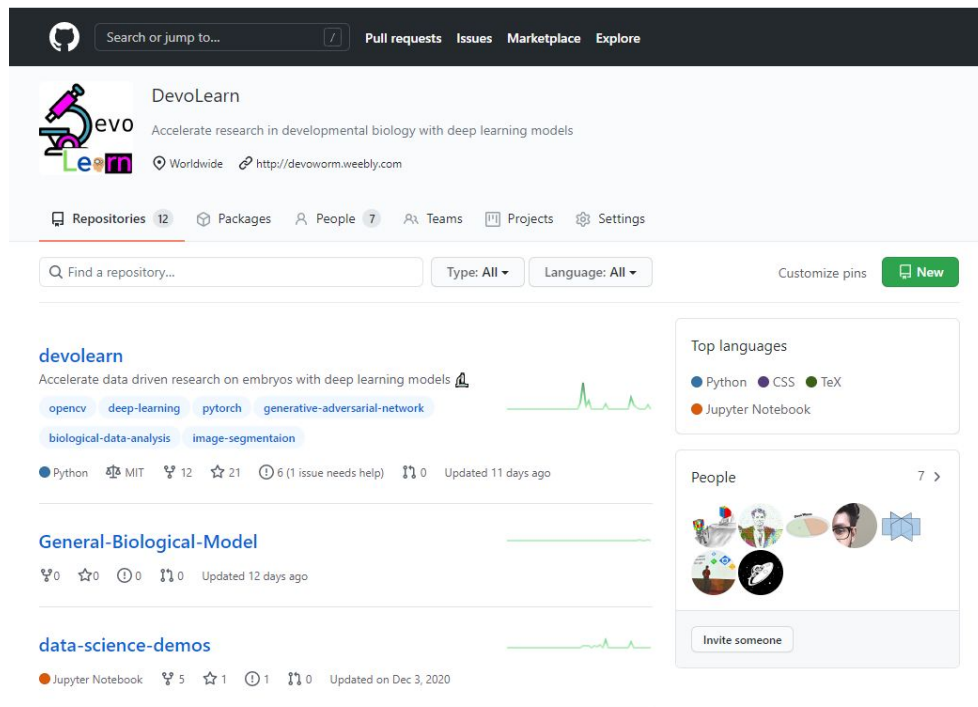 Search or jump to... / Pull requests Issues Marketplace Explore
evo
Learn
DevoLearn
Accelerate research in developmental biology with deep learning models
Worldwide http://devoworm.weebly.com
Repositories 12 Packages People 7 Teams Projects Settings
Find a repository... Type: All Language: All Customize pins New
devolearn
Accelerate data driven research on embryos with deep learning models
opencv deep-learning pytorch generative-adversarial-network
biological-data-analysis image-segmentaion
Python MIT 12 21 6 (1 issue needs help) 0 Updated 11 days ago
General-Biological-Model
0 0 0 0 Updated 12 days ago
data-science-demos
Jupyter Notebook 5 1 1 0 Updated on Dec 3, 2020
Top languages
Python CSS TeX
Jupyter Notebook
People 7
Invite someone